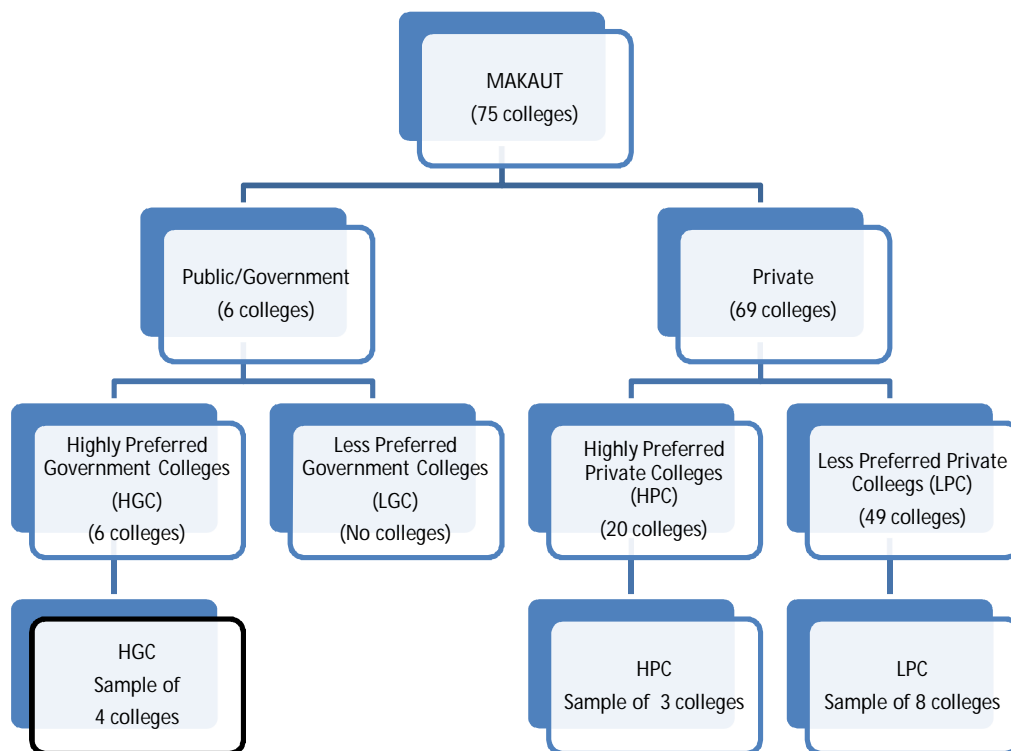 MAKAUT
(75 colleges)
Public/Government
(6 colleges)
Private
(69 colleges)
Highly Preferred
Government Colleges
(HGC)
(6 colleges)
Less Preferred
Government Colleges
(LGC)
(No colleges)
Highly Preferred
Private Colleges
(HPC)
(20 colleges)
Less Preferred Private
Colleegs (LPC)
(49 colleges)
HGC
Sample of
4 colleges
HPC
Sample of 3 colleges
LPC
Sample of 8 colleges